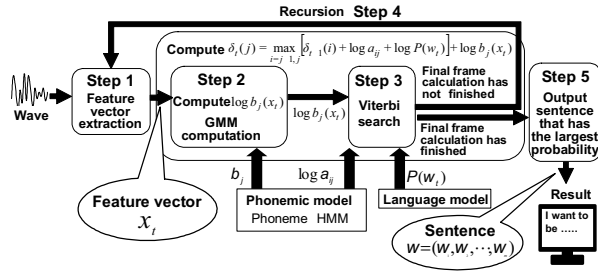 Recursion Step 4
Compute δt(j) = max i=j-1,j [δt-1(i) + log aij + log P(wt)] + log bj(xt)
Step 1
Feature
vector
extraction
Wave
Step 2
Compute log bj(xt)
GMM
computation
log bj(xt)
Step 3
Viterbi
search
Final frame
calculation has
not finished
Final frame
calculation has
finished
Step 5
Output
sentence
that has
the largest
probability
Result
I want to
be .....
bj
log aij
P(wt)
Feature vector
xt
Phonemic model
Phoneme HMM
Language model
Sentence